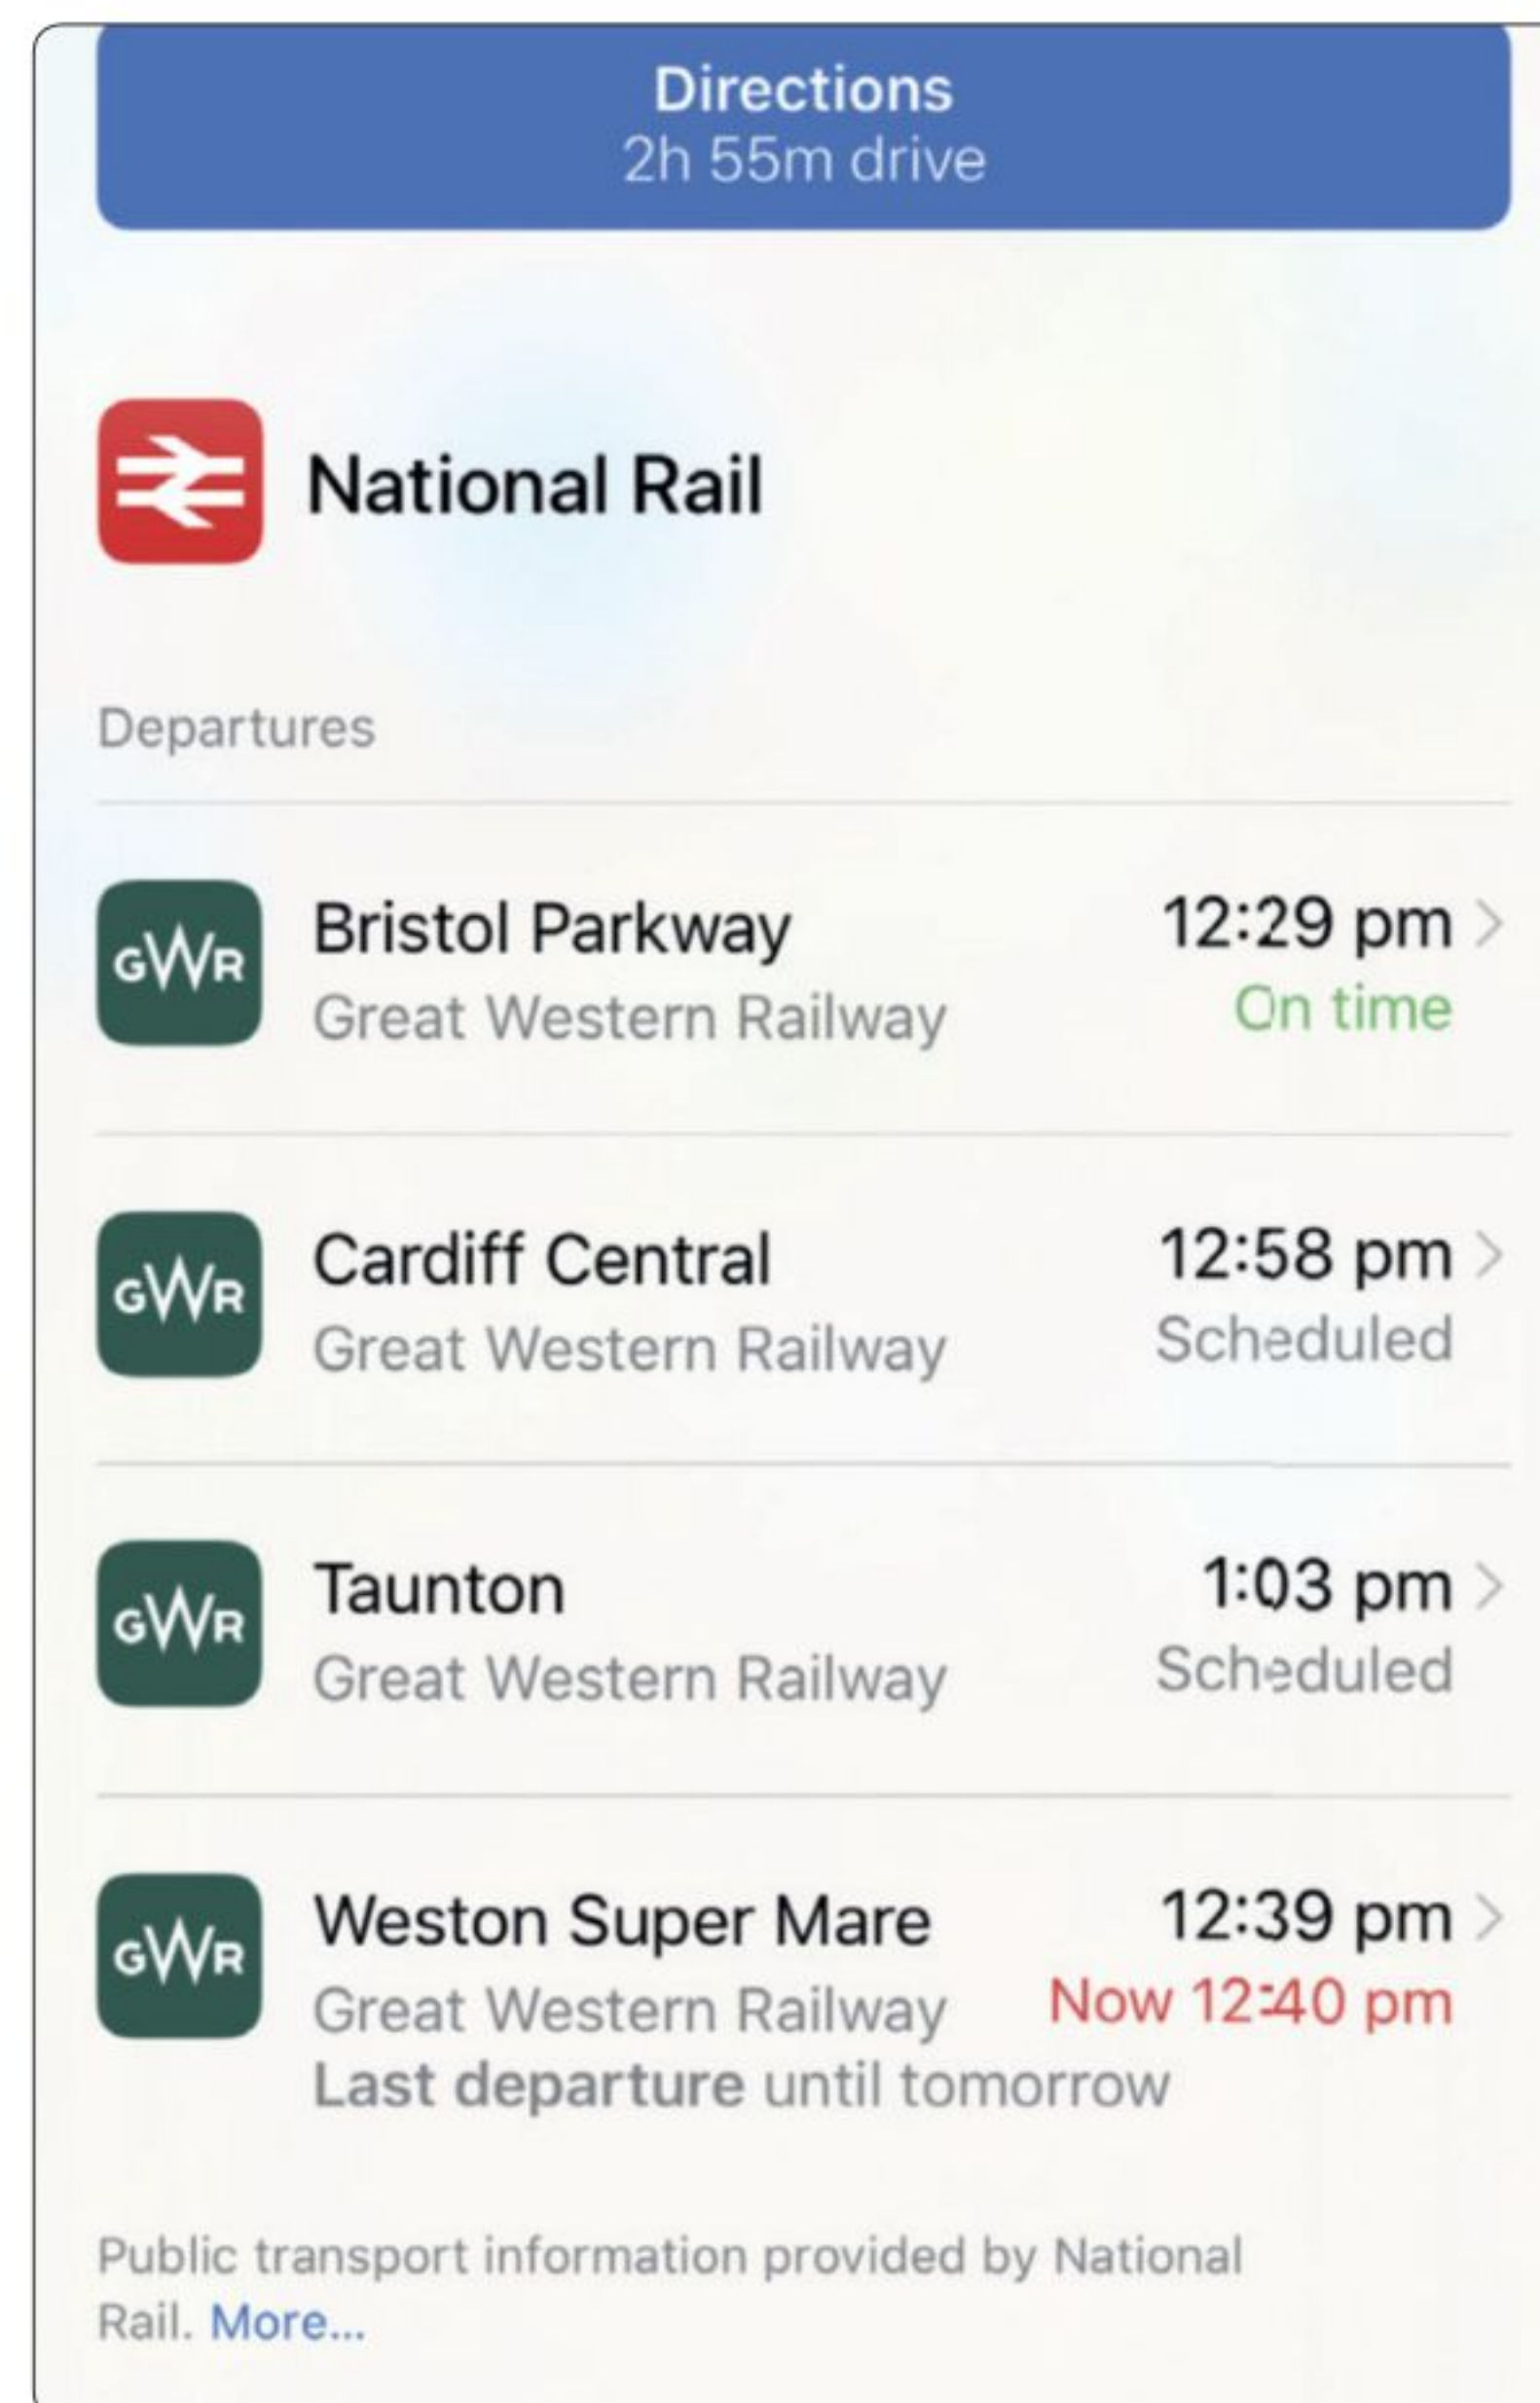 Directions
2h 55m drive
National Rail
Departures
GWR
Bristol Parkway
12:29 pm
Great Western Railway
On time
GWR
Cardiff Central
12:58 pm
Great Western Railway
Scheduled
GWR
Taunton
1:03 pm
Great Western Railway
Scheduled
GWR
Weston Super Mare
12:39 pm
Great Western Railway
Now 12:40 pm
Last departure until tomorrow
Public transport information provided by National
Rail. More...